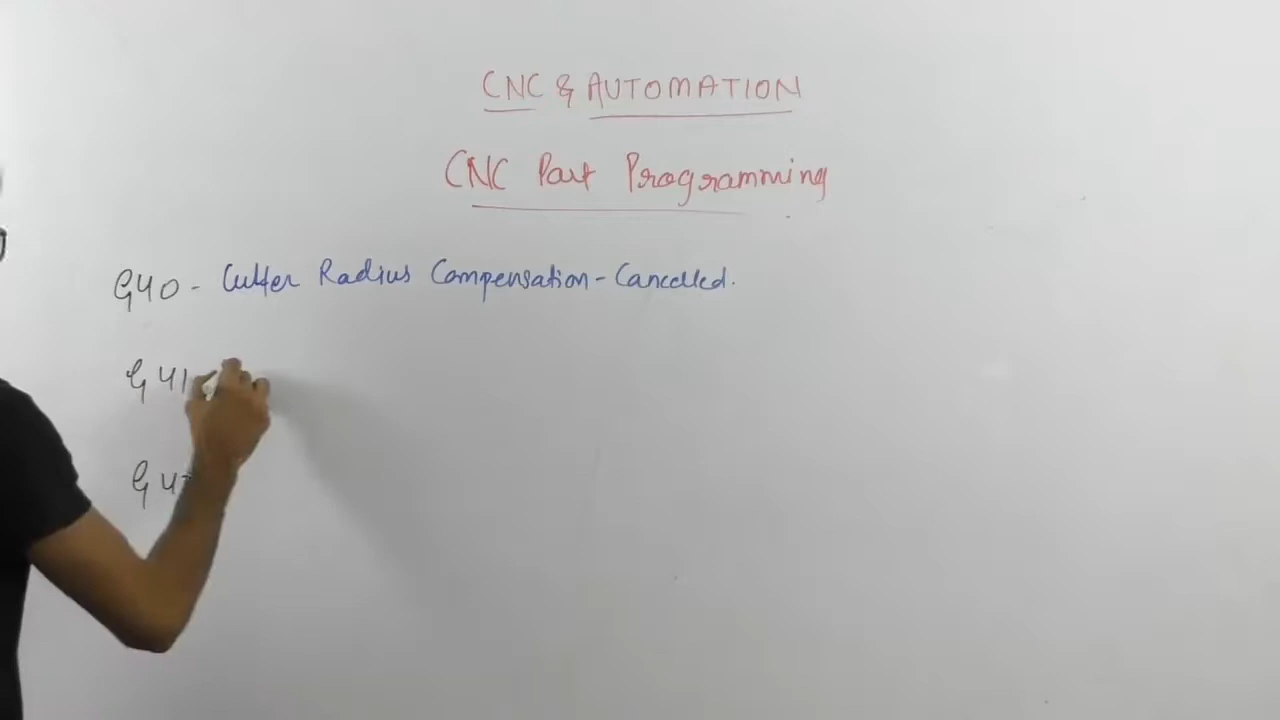 CNC & AUTOMATION
CNC Part Programming
G40 - Cutter Radius Compensation - Cancelled.
G41